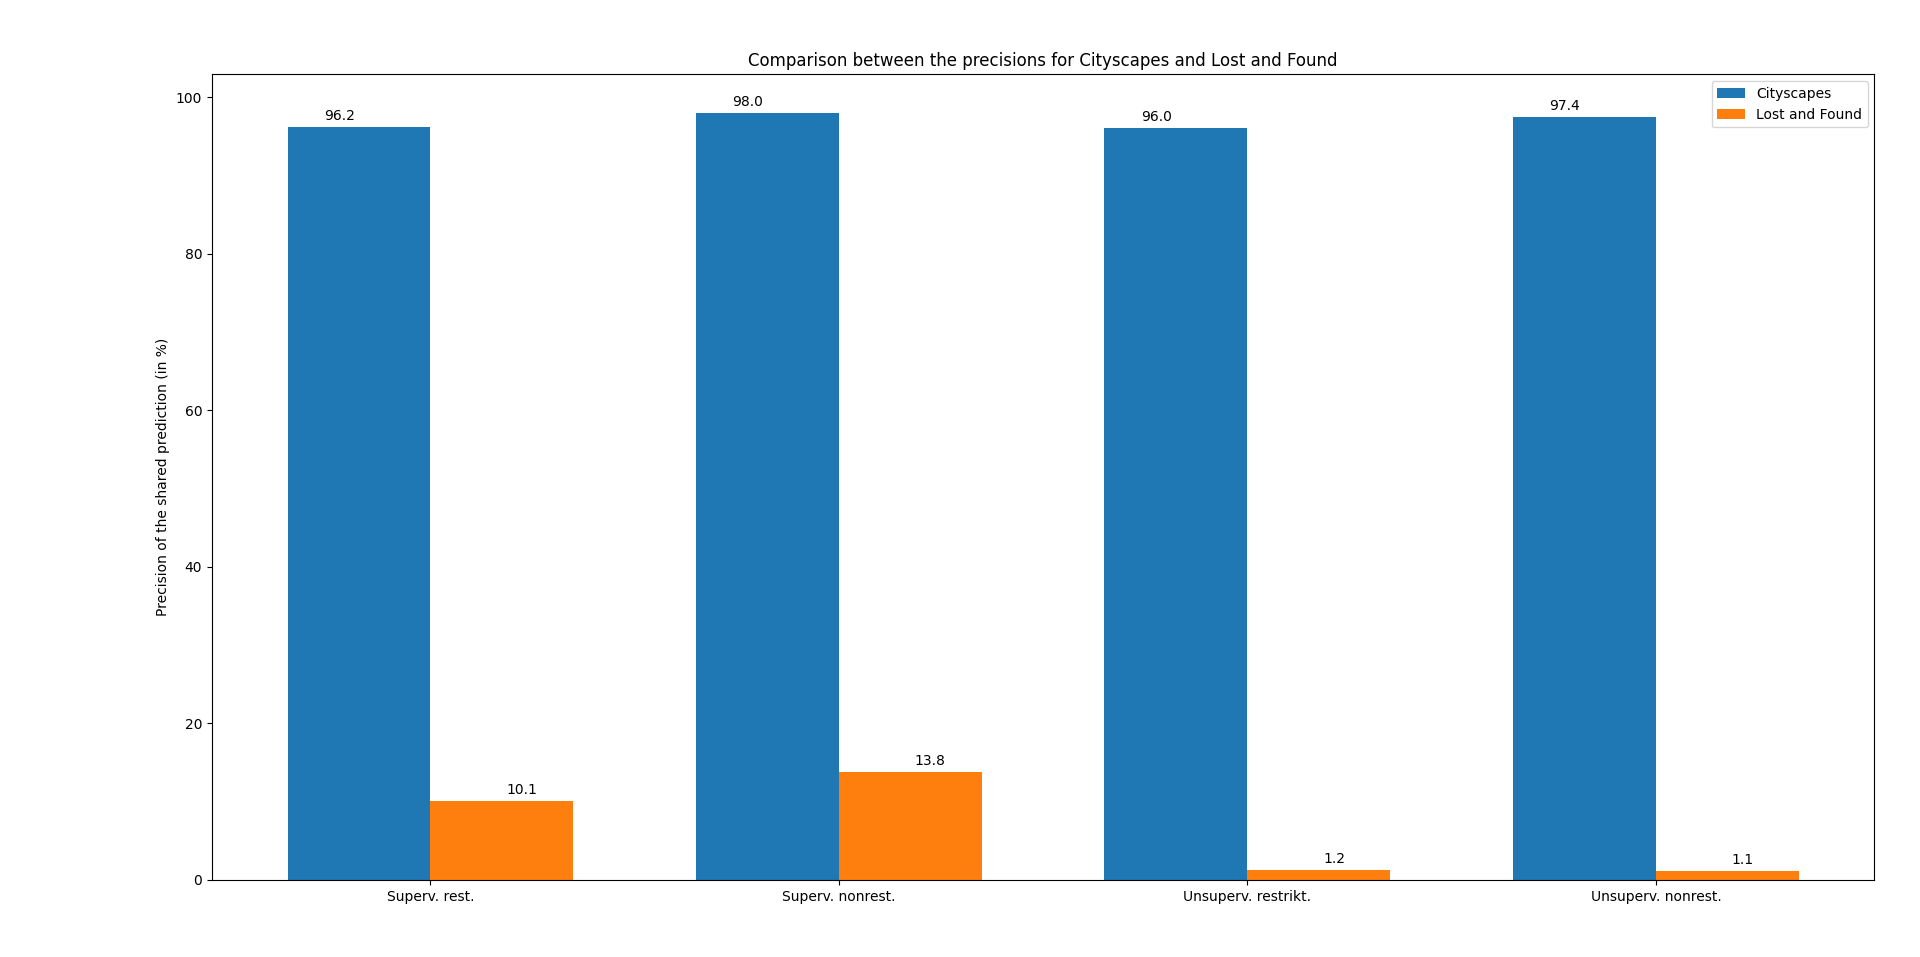 Comparison between the precisions for Cityscapes and Lost and Found
Cityscapes
Lost and Found
Precision of the shared prediction (in %)
100
80
60
40
20
0
96.2
98.0
96.0
97.4
10.1
13.8
1.2
1.1
Superv. rest.
Superv. nonrest.
Unsuperv. restrikt.
Unsuperv. nonrest.